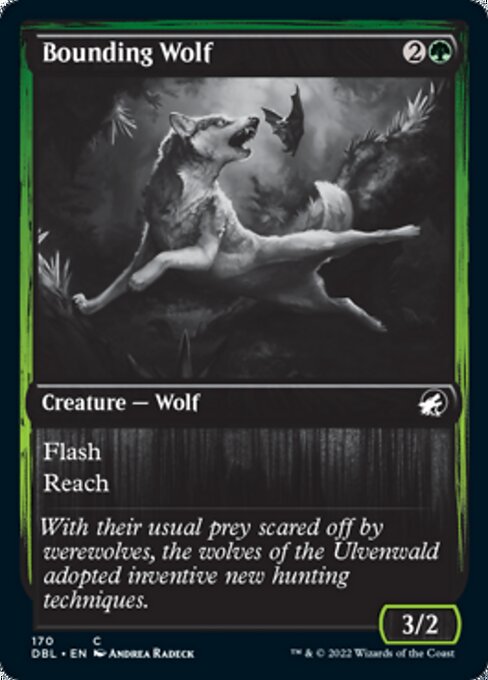 Bounding Wolf 2
Creature — Wolf
Flash
Reach
With their usual prey scared off by
werewolves, the wolves of the Ulvenwald
adopted inventive new hunting
techniques.
3/2
170 C
DBL • EN Andrea Radeck
™ & © 2022 Wizards of the Coast